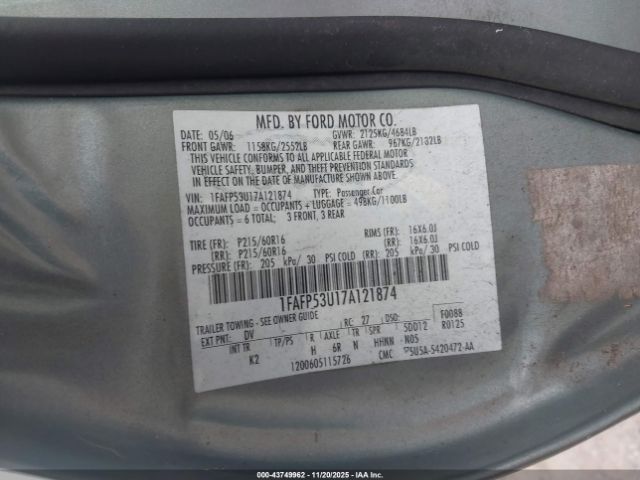 MFD. BY FORD MOTOR CO.
05/06 GVWR: 2125KG/4684LB
FRONT GAWR: 1158KG/2552LB REAR GAWR: 967KG/2132LB
THIS VEHICLE CONFORMS TO ALL APPLICABLE FEDERAL MOTOR
VEHICLE SAFETY, BUMPER, AND THEFT PREVENTION STANDARDS
IN EFFECT ON THE DATE OF MANUFACTURE SHOWN ABOVE.
VIN: 1FAFP53U17A121874 TYPE: Passenger Car
MAXIMUM LOAD = OCCUPANTS + LUGGAGE = 498KG/1100LB
OCCUPANTS = 6 TOTAL: 3 FRONT, 3 REAR
TIRE (FR): P215/60R16 RIMS (FR): 16X6.0J
(RR): P215/60R16 (RR): 16X6.0J
PRESSURE (FR): 205 kPa/ 30 PSI COLD (RR): 205 kPa/ 30 PSI COLD
1FAFP53U17A121874
TRAILER TOWING - SEE OWNER GUIDE
EXT PNT: DV RC: 27 DSO: F0088
INT TR TP/PS R AXLE TR SPR 5DD12 R0125
K2 H 6R N HHNN N05
1200605115726 CMC 5U5A-5420472-AA
000-43749962 - 11/20/2025 - © IAA Inc.